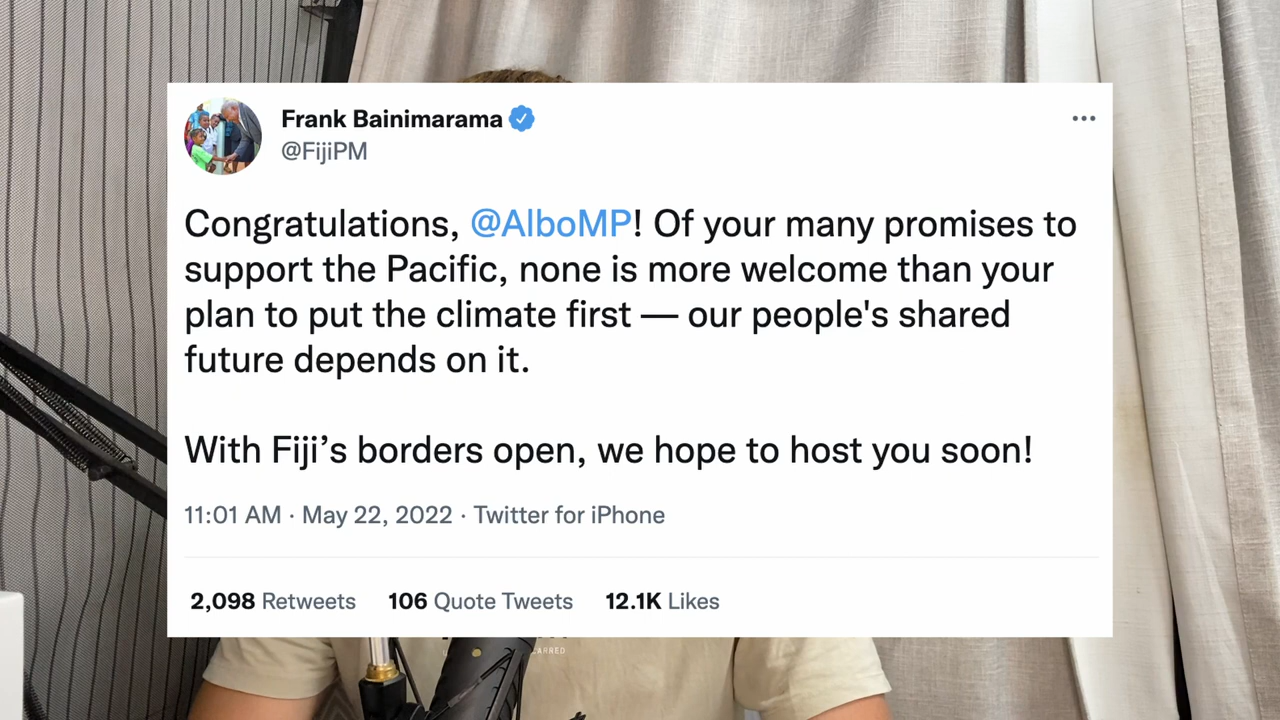 Frank Bainimarama
@FijiPM
Congratulations, @AlboMP! Of your many promises to
support the Pacific, none is more welcome than your
plan to put the climate first — our people's shared
future depends on it.
With Fiji’s borders open, we hope to host you soon!
11:01 AM · May 22, 2022 · Twitter for iPhone
2,098 Retweets 106 Quote Tweets 12.1K Likes